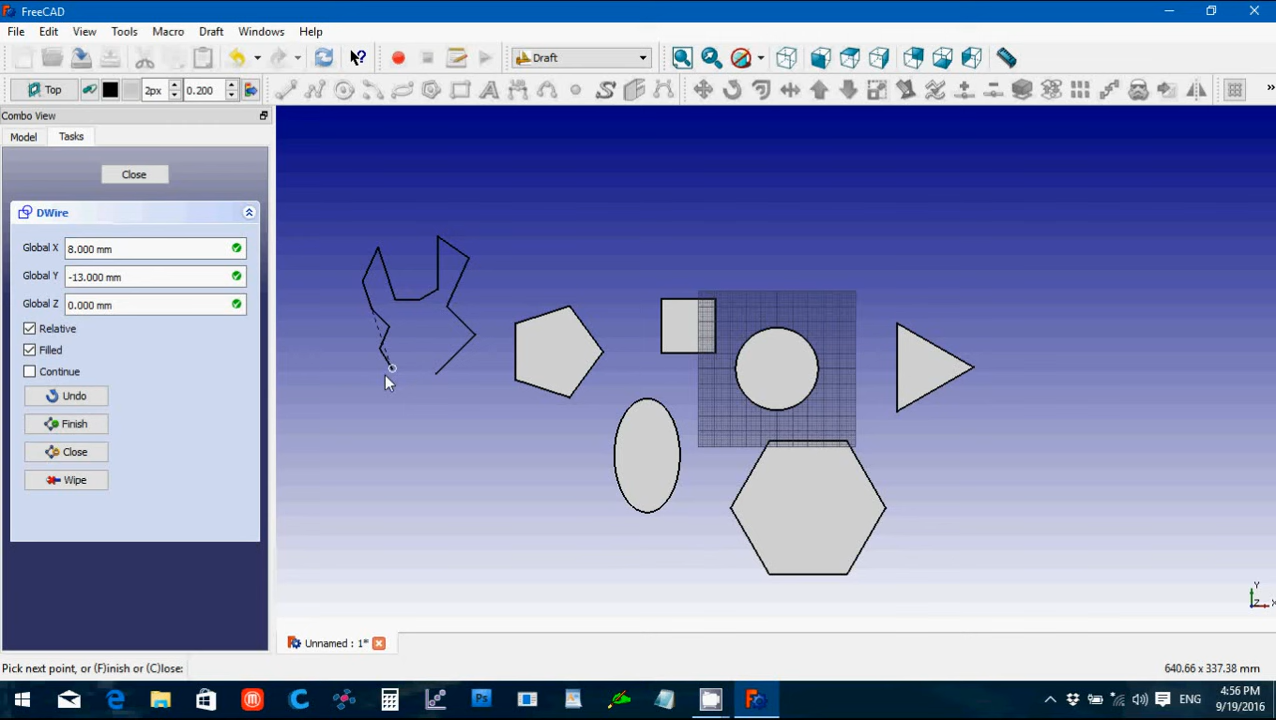 FreeCAD
File Edit View Tools Macro Draft Windows Help
Draft
Top 2px 0.200 A »
Combo View
Model Tasks
Close
DWire
Global X 8.000 mm
Global Y -13.000 mm
Global Z 0.000 mm
Relative
Filled
Continue
Undo
Finish
Close
Wipe
Y
Z X
Unnamed : 1*
Pick next point, or (F)inish or (C)lose: 640.66 x 337.38 mm
ENG 4:56 PM
9/19/2016